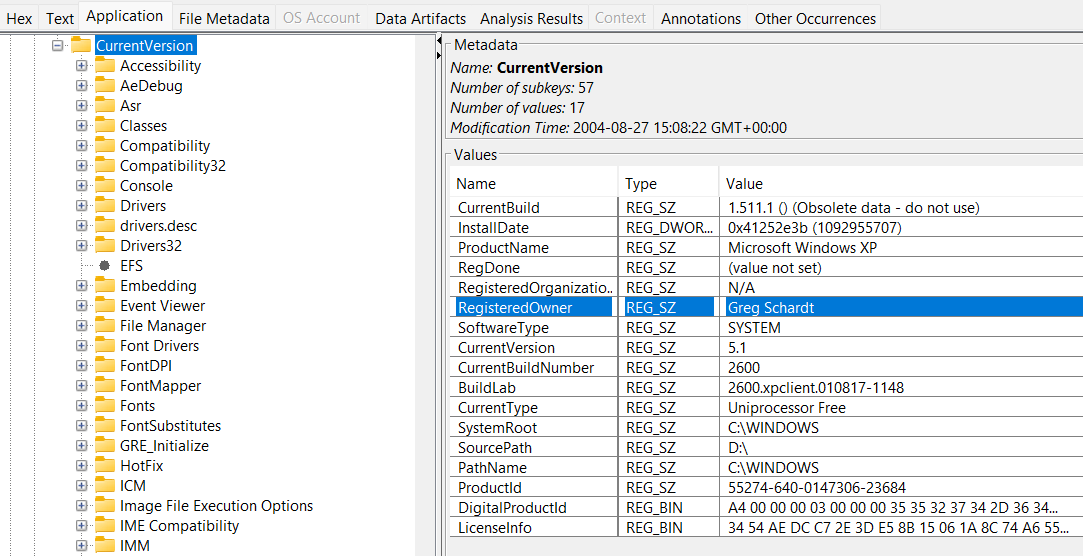 Hex Text Application File Metadata OS Account Data Artifacts Analysis Results Context Annotations Other Occurrences
CurrentVersion
Accessibility
AeDebug
Asr
Classes
Compatibility
Compatibility32
Console
Drivers
drivers.desc
Drivers32
EFS
Embedding
Event Viewer
File Manager
Font Drivers
FontDPI
FontMapper
Fonts
FontSubstitutes
GRE_Initialize
HotFix
ICM
Image File Execution Options
IME Compatibility
IMM
Metadata
Name: CurrentVersion
Number of subkeys: 57
Number of values: 17
Modification Time: 2004-08-27 15:08:22 GMT+00:00
Values
Name Type Value
CurrentBuild REG_SZ 1.511.1 () (Obsolete data - do not use)
InstallDate REG_DWOR... 0x41252e3b (1092955707)
ProductName REG_SZ Microsoft Windows XP
RegDone REG_SZ (value not set)
RegisteredOrganizatio... REG_SZ N/A
RegisteredOwner REG_SZ Greg Schardt
SoftwareType REG_SZ SYSTEM
CurrentVersion REG_SZ 5.1
CurrentBuildNumber REG_SZ 2600
BuildLab REG_SZ 2600.xpclient.010817-1148
CurrentType REG_SZ Uniprocessor Free
SystemRoot REG_SZ C:\WINDOWS
SourcePath REG_SZ D:\
PathName REG_SZ C:\WINDOWS
ProductId REG_SZ 55274-640-0147306-23684
DigitalProductId REG_BIN A4 00 00 00 03 00 00 00 35 35 32 37 34 2D 36 34...
LicenseInfo REG_BIN 34 54 AE DC C7 2E 3D E5 8B 15 06 1A 8C 74 A6 55...